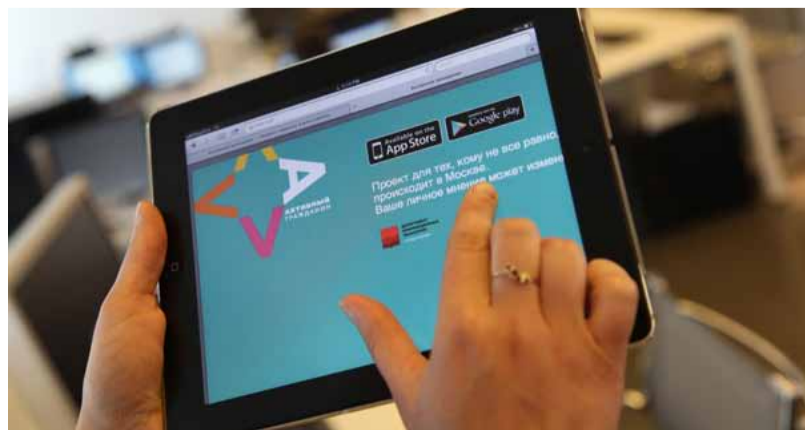 Available on the
App Store
Google play
Проект для тех, кому не все равно,
происходит в Москве.
Ваше личное мнение может измени
АКТИВНЫЙ
ГРАЖДАНИН